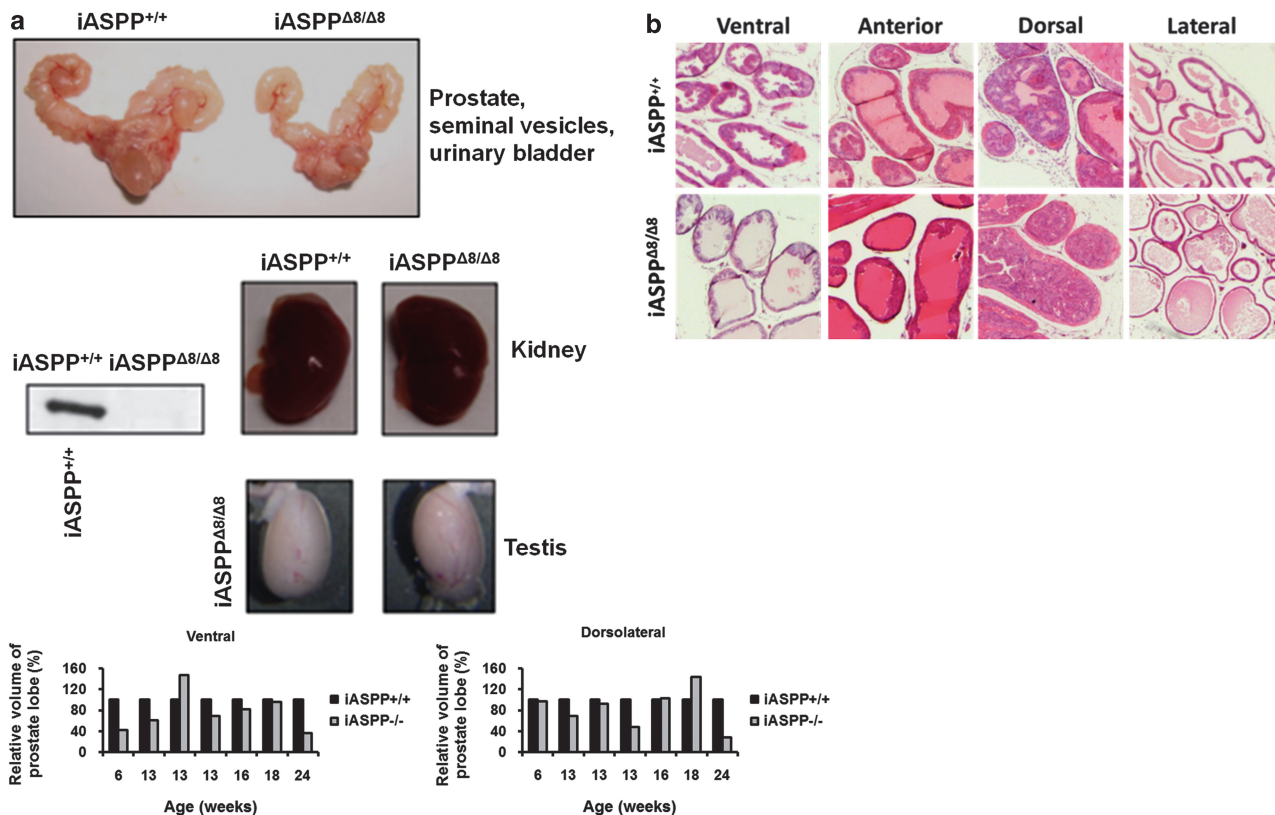 a
iASPP+/+ iASPPΔ8/Δ8
Prostate,
seminal vesicles,
urinary bladder
iASPP+/+ iASPPΔ8/Δ8
Kidney
iASPP+/+ iASPPΔ8/Δ8
iASPP+/+
iASPPΔ8/Δ8
Testis
Ventral
Relative volume of
prostate lobe (%)
160
120
80
40
0
6 13 13 13 16 18 24
Age (weeks)
iASPP+/+
iASPP-/-
Dorsolateral
Relative volume of
prostate lobe (%)
160
120
80
40
0
6 13 13 13 16 18 24
Age (weeks)
iASPP+/+
iASPP-/-
b
Ventral Anterior Dorsal Lateral
iASPP+/+
iASPPΔ8/Δ8